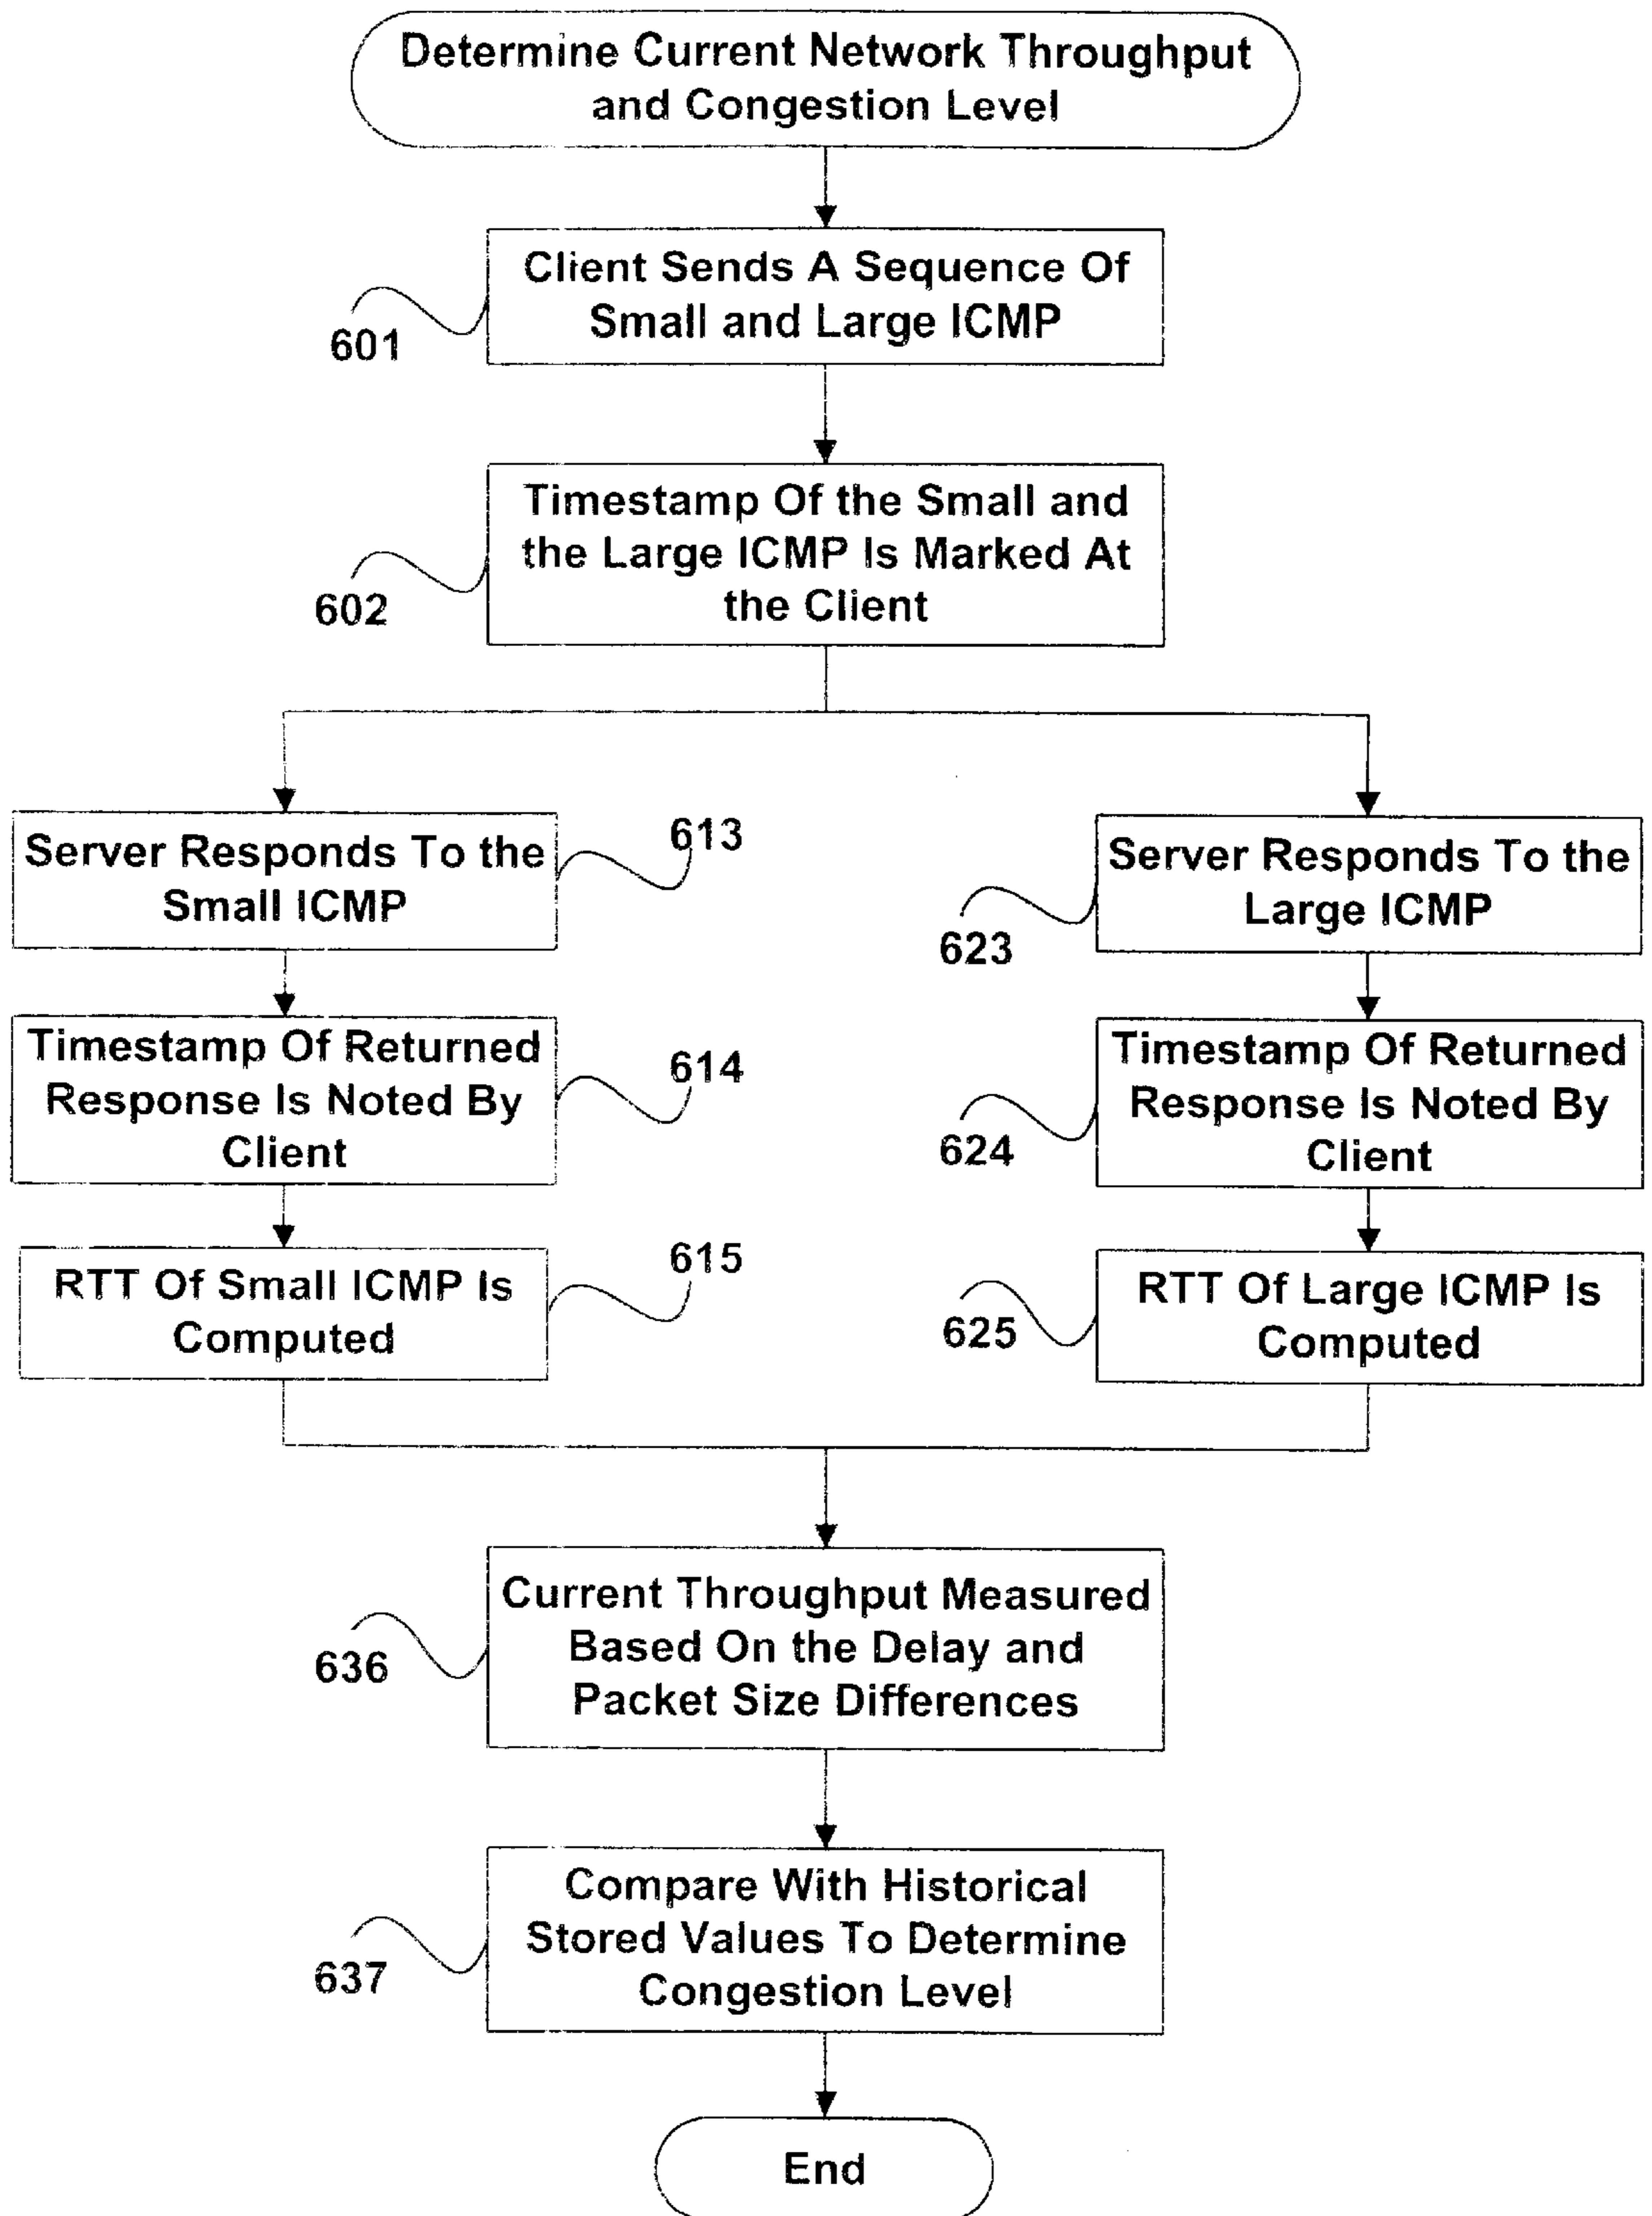 Determine Current Network Throughput
and Congestion Level
Client Sends A Sequence Of
Small and Large ICMP
601
Timestamp Of the Small and
the Large ICMP Is Marked At
the Client
602
Server Responds To the
Small ICMP
613
Timestamp Of Returned
Response Is Noted By
Client
614
RTT Of Small ICMP Is
Computed
615
Server Responds To the
Large ICMP
623
Timestamp Of Returned
Response Is Noted By
Client
624
RTT Of Large ICMP Is
Computed
625
Current Throughput Measured
Based On the Delay and
Packet Size Differences
636
Compare With Historical
Stored Values To Determine
Congestion Level
637
End